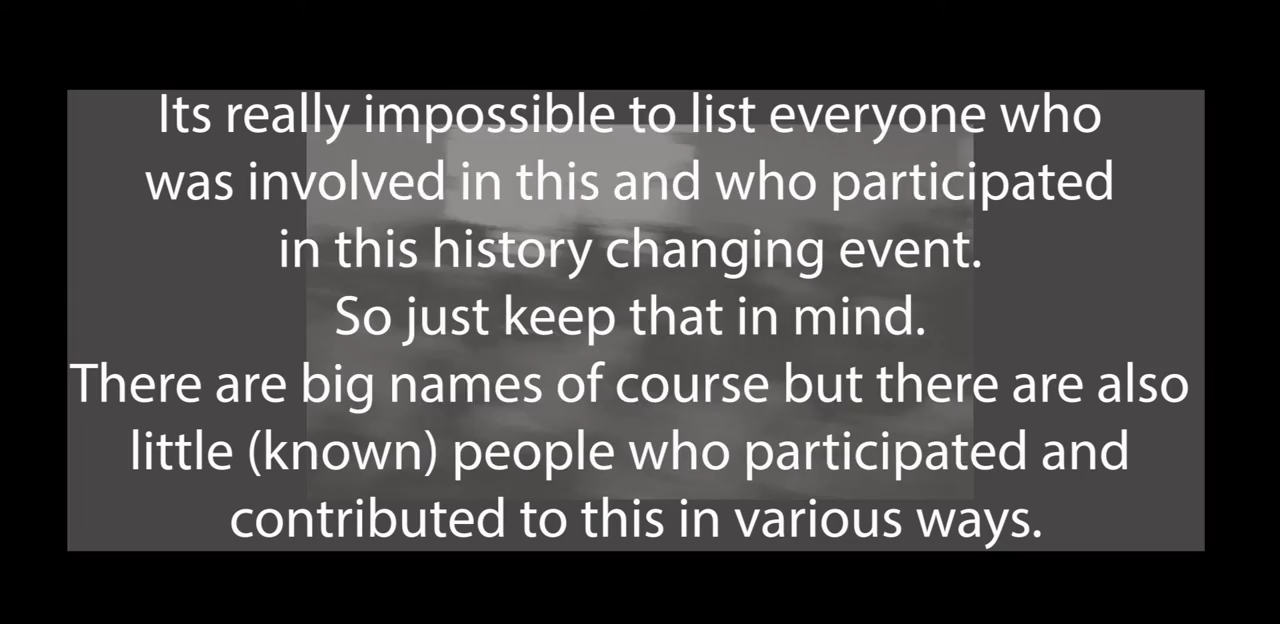 Its really impossible to list everyone who
was involved in this and who participated
in this history changing event.
So just keep that in mind.
There are big names of course but there are also
little (known) people who participated and
contributed to this in various ways.